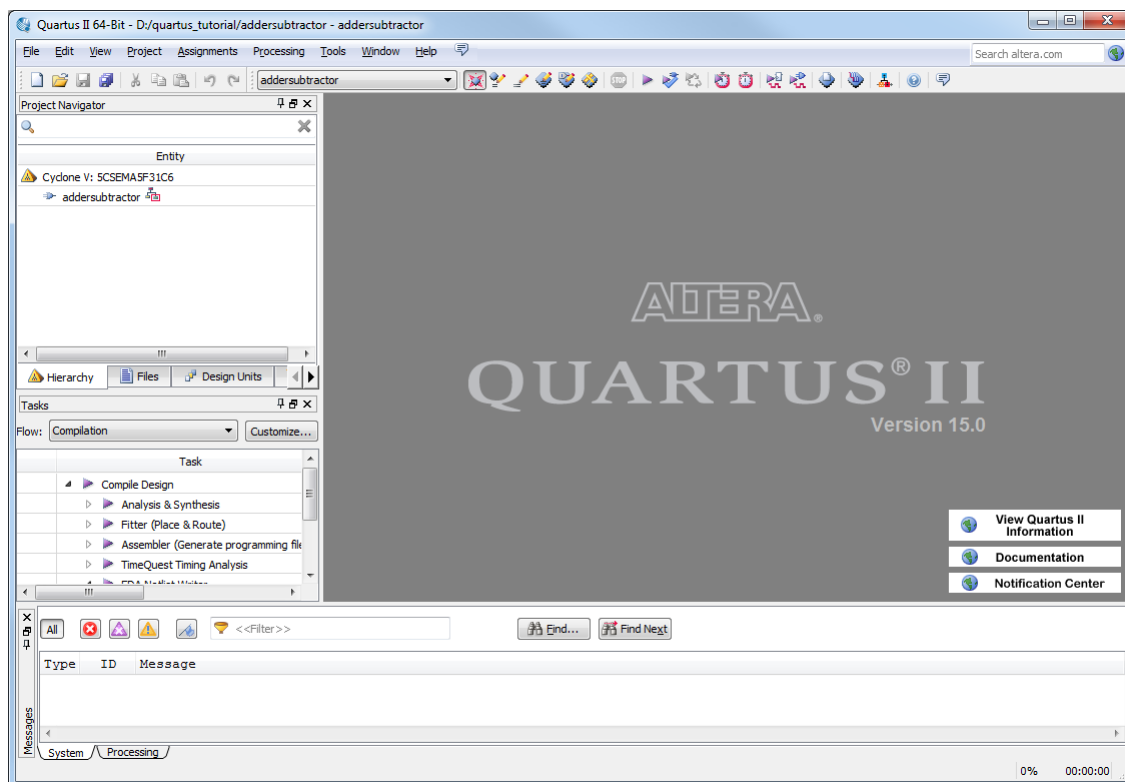 Quartus II 64-Bit - D:/quartus_tutorial/addersubtractor - addersubtractor
File Edit View Project Assignments Processing Tools Window Help
Search altera.com
addersubtractor
Project Navigator
Entity
Cyclone V: 5CSEMA5F31C6
addersubtractor
Hierarchy Files Design Units
Tasks
Flow: Compilation Customize...
Task
Compile Design
Analysis & Synthesis
Fitter (Place & Route)
Assembler (Generate programming file
TimeQuest Timing Analysis
EDA Netlist Writer
ALTERA®
QUARTUS® II
Version 15.0
View Quartus II
Information
Documentation
Notification Center
All <<Filter>> Find... Find Next
Type ID Message
Messages
System Processing
0% 00:00:00